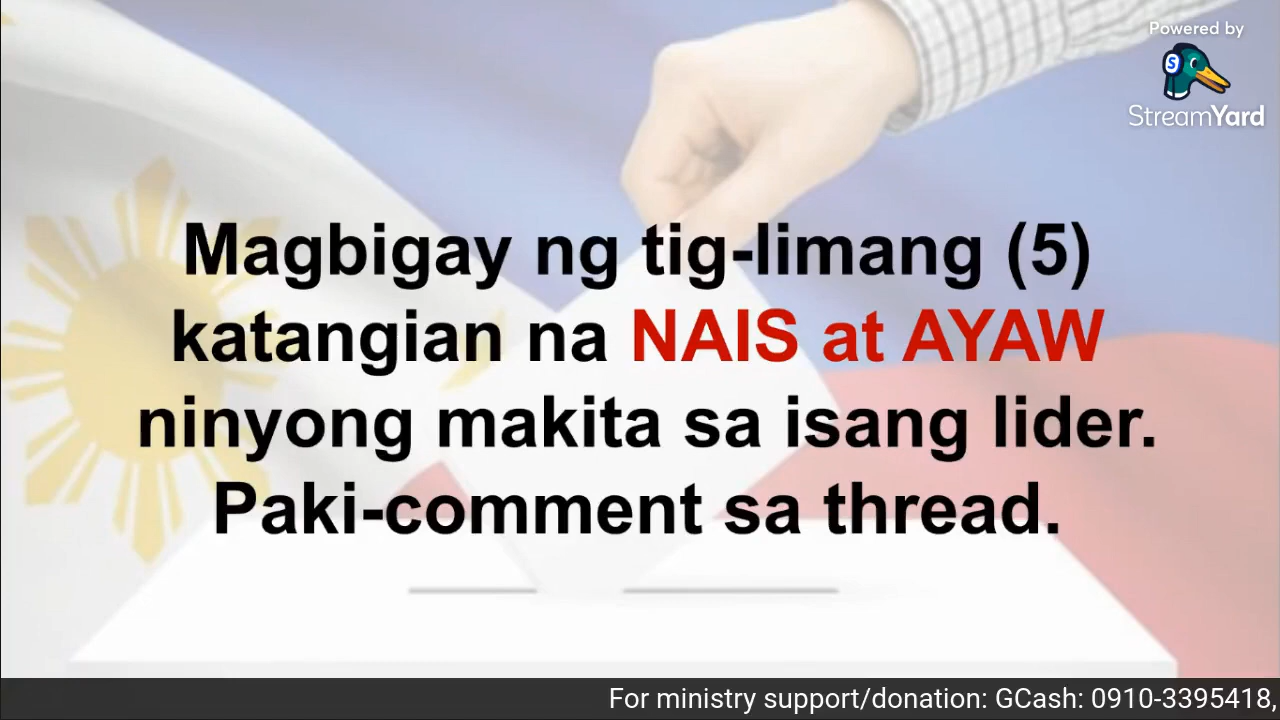 Powered by
S
StreamYard
Magbigay ng tig-limang (5)
katangian na NAIS at AYAW
ninyong makita sa isang lider.
Paki-comment sa thread.
For ministry support/donation: GCash: 0910-3395418,